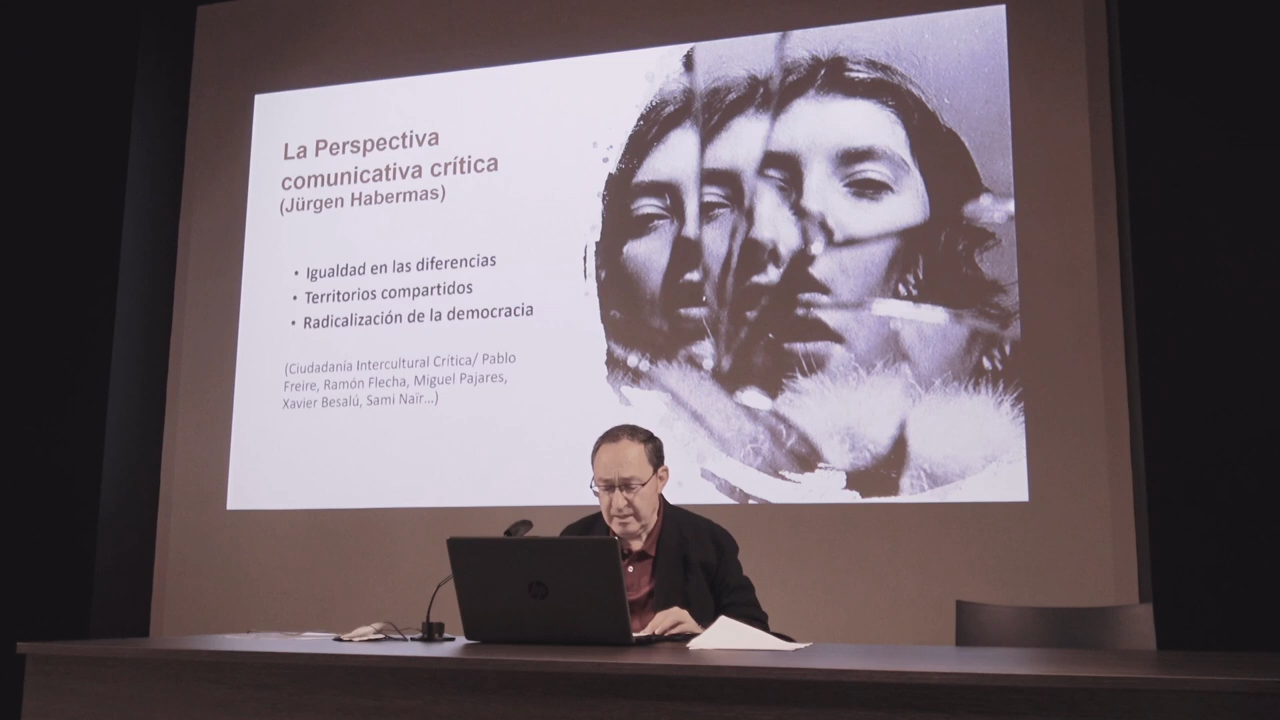 La Perspectiva
comunicativa crítica
(Jürgen Habermas)
• Igualdad en las diferencias
• Territorios compartidos
• Radicalización de la democracia
(Ciudadanía Intercultural Crítica/ Pablo
Freire, Ramón Flecha, Miguel Pajares,
Xavier Besalú, Sami Naïr...)
hp